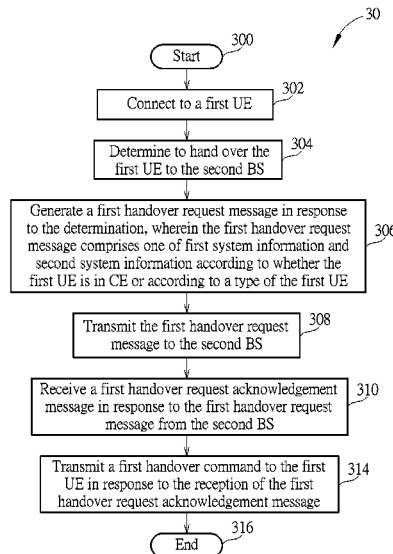 30
300
Start
302
Connect to a first UE
304
Determine to hand over the
first UE to the second BS
Generate a first handover request message in response
to the determination, wherein the first handover request
message comprises one of first system information and
second system information according to whether the
first UE is in CE or according to a type of the first UE
306
Transmit the first handover request
message to the second BS
308
Receive a first handover request acknowledgement
message in response to the first handover request
message from the second BS
310
Transmit a first handover command to the first
UE in response to the reception of the first
handover request acknowledgement message
314
End
316